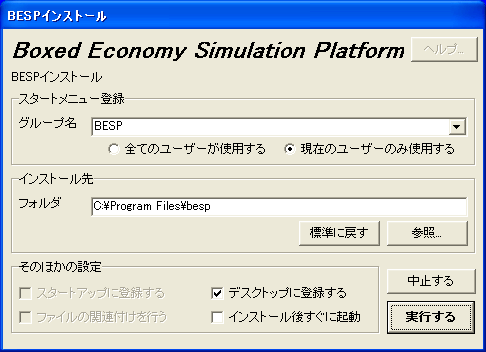 BESPインストール
Boxed Economy Simulation Platform ヘルプ...
BESPインストール
スタートメニュー登録
グループ名 BESP
全てのユーザーが使用する 現在のユーザーのみ使用する
インストール先
フォルダ C:¥Program Files¥besp
標準に戻す 参照...
そのほかの設定
スタートアップに登録する デスクトップに登録する 中止する
ファイルの関連付けを行う インストール後すぐに起動 実行する